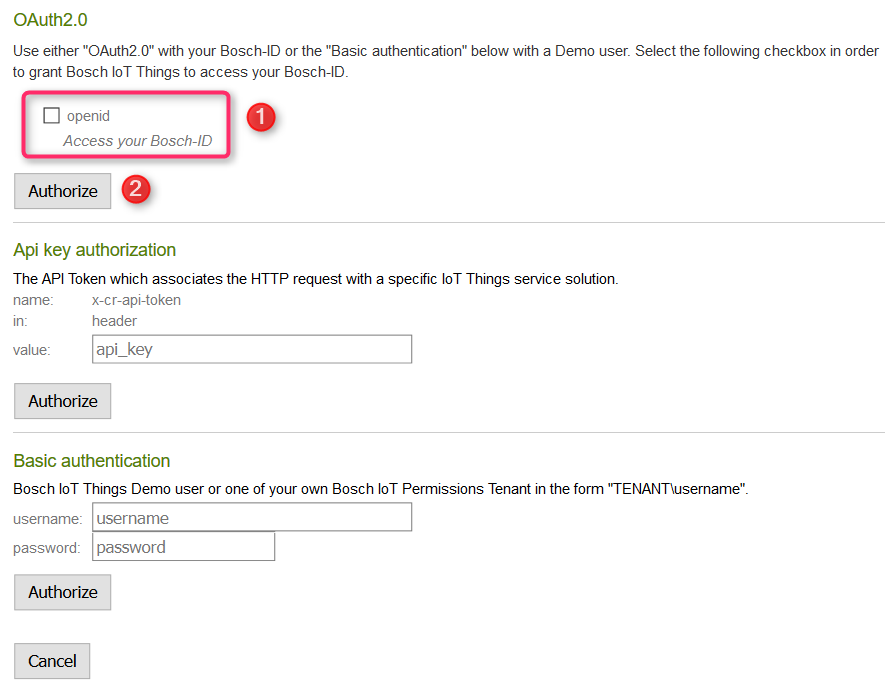 OAuth2.0
Use either "OAuth2.0" with your Bosch-ID or the "Basic authentication" below with a Demo user. Select the following checkbox in order
to grant Bosch IoT Things to access your Bosch-ID.
openid
1
Access your Bosch-ID
Authorize
2
Api key authorization
The API Token which associates the HTTP request with a specific IoT Things service solution.
name: x-cr-api-token
in: header
value: api_key
Authorize
Basic authentication
Bosch IoT Things Demo user or one of your own Bosch IoT Permissions Tenant in the form "TENANT\username".
username: username
password: password
Authorize
Cancel